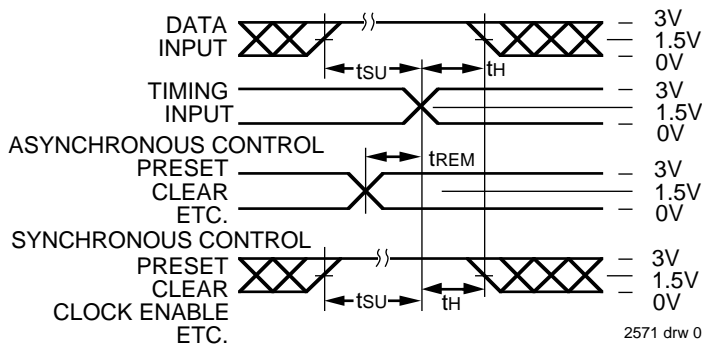 DATA INPUT
3V
1.5V
0V
tSU
tH
TIMING INPUT
3V
1.5V
0V
ASYNCHRONOUS CONTROL
PRESET
CLEAR
ETC.
tREM
3V
1.5V
0V
SYNCHRONOUS CONTROL
PRESET
CLEAR
CLOCK ENABLE
ETC.
tSU
tH
3V
1.5V
0V
2571 drw 0